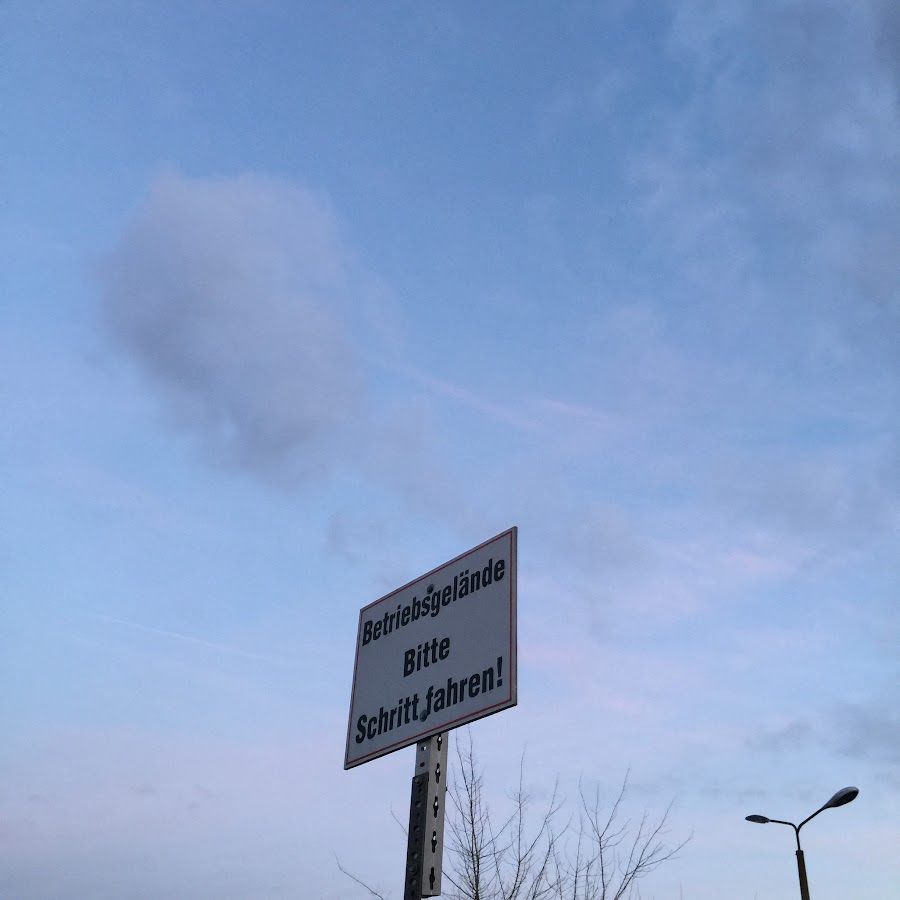 Betriebsgelände
Bitte
Schritt fahren!